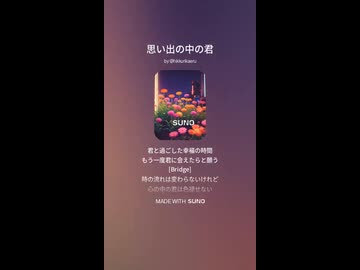 思い出の中の君
SUNO
君と過ごした幸福の時間
もう一度君に会えたらと願う
[Bridge]
時の流れは変わらないけれど
心の中の君は色褪せない
MADE WITH SUNO